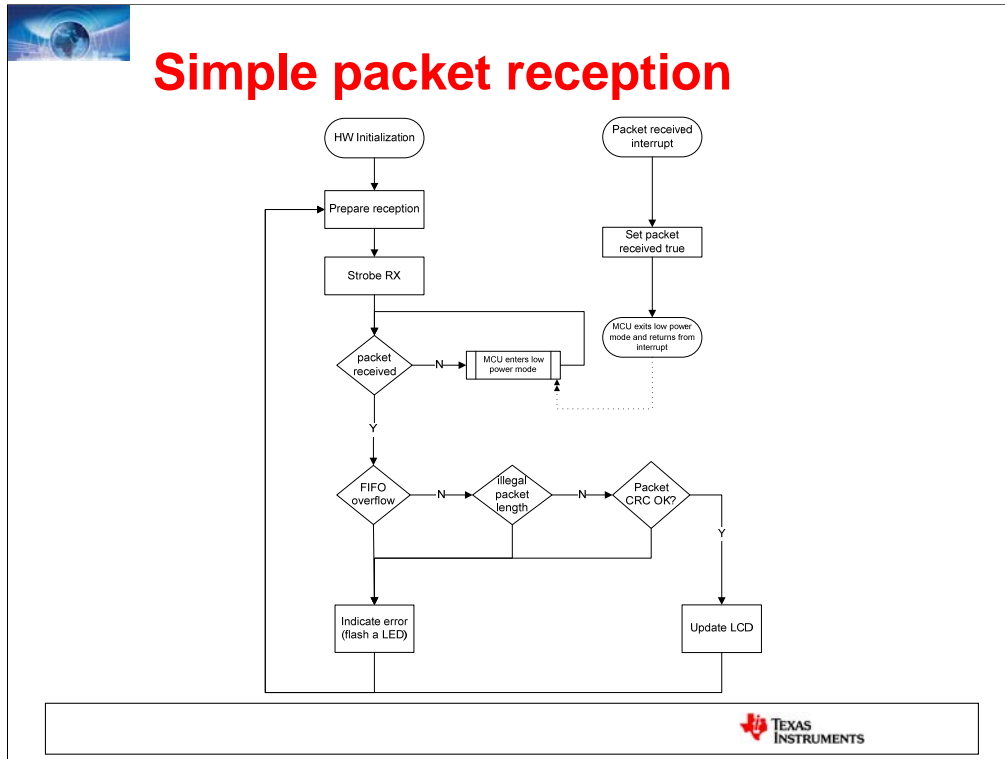 Simple packet reception
HW Initialization
Packet received
interrupt
Prepare reception
Set packet
received true
Strobe RX
MCU exits low power
mode and returns from
interrupt
packet
received
N
MCU enters low
power mode
Y
FIFO
overflow
N
illegal
packet
length
N
Packet
CRC OK?
Y
Indicate error
(flash a LED)
Update LCD
TEXAS
INSTRUMENTS